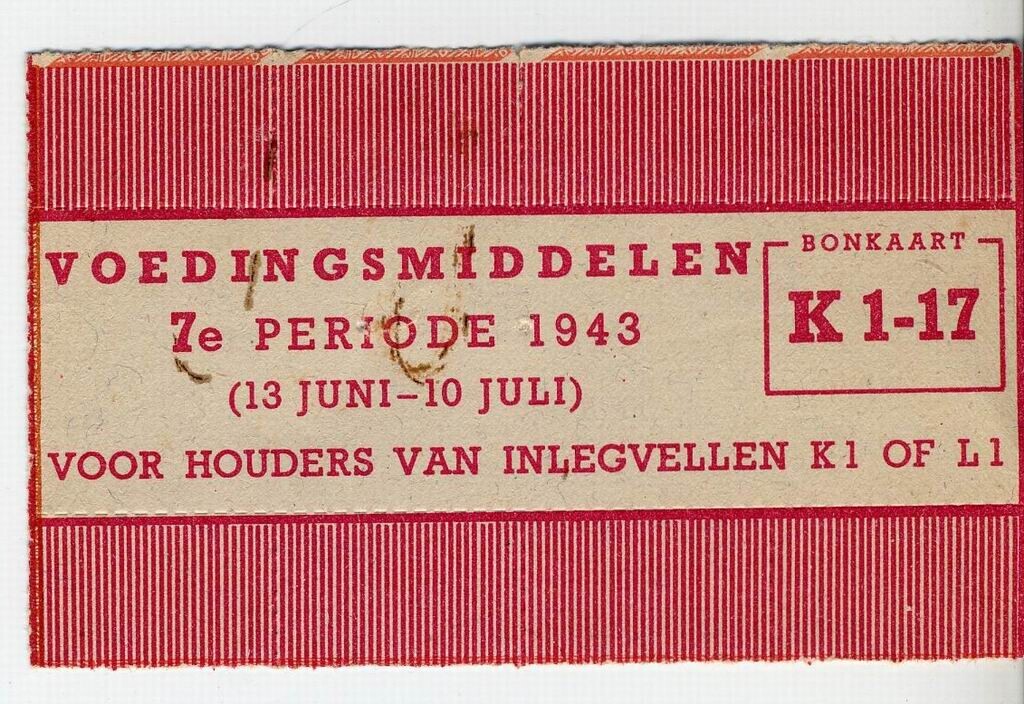 VOEDINGSMIDDELEN
7e PERIODE 1943
(13 JUNI–10 JULI)
VOOR HOUDERS VAN INLEGVELLEN K1 OF L1
BONKAART
K 1-17